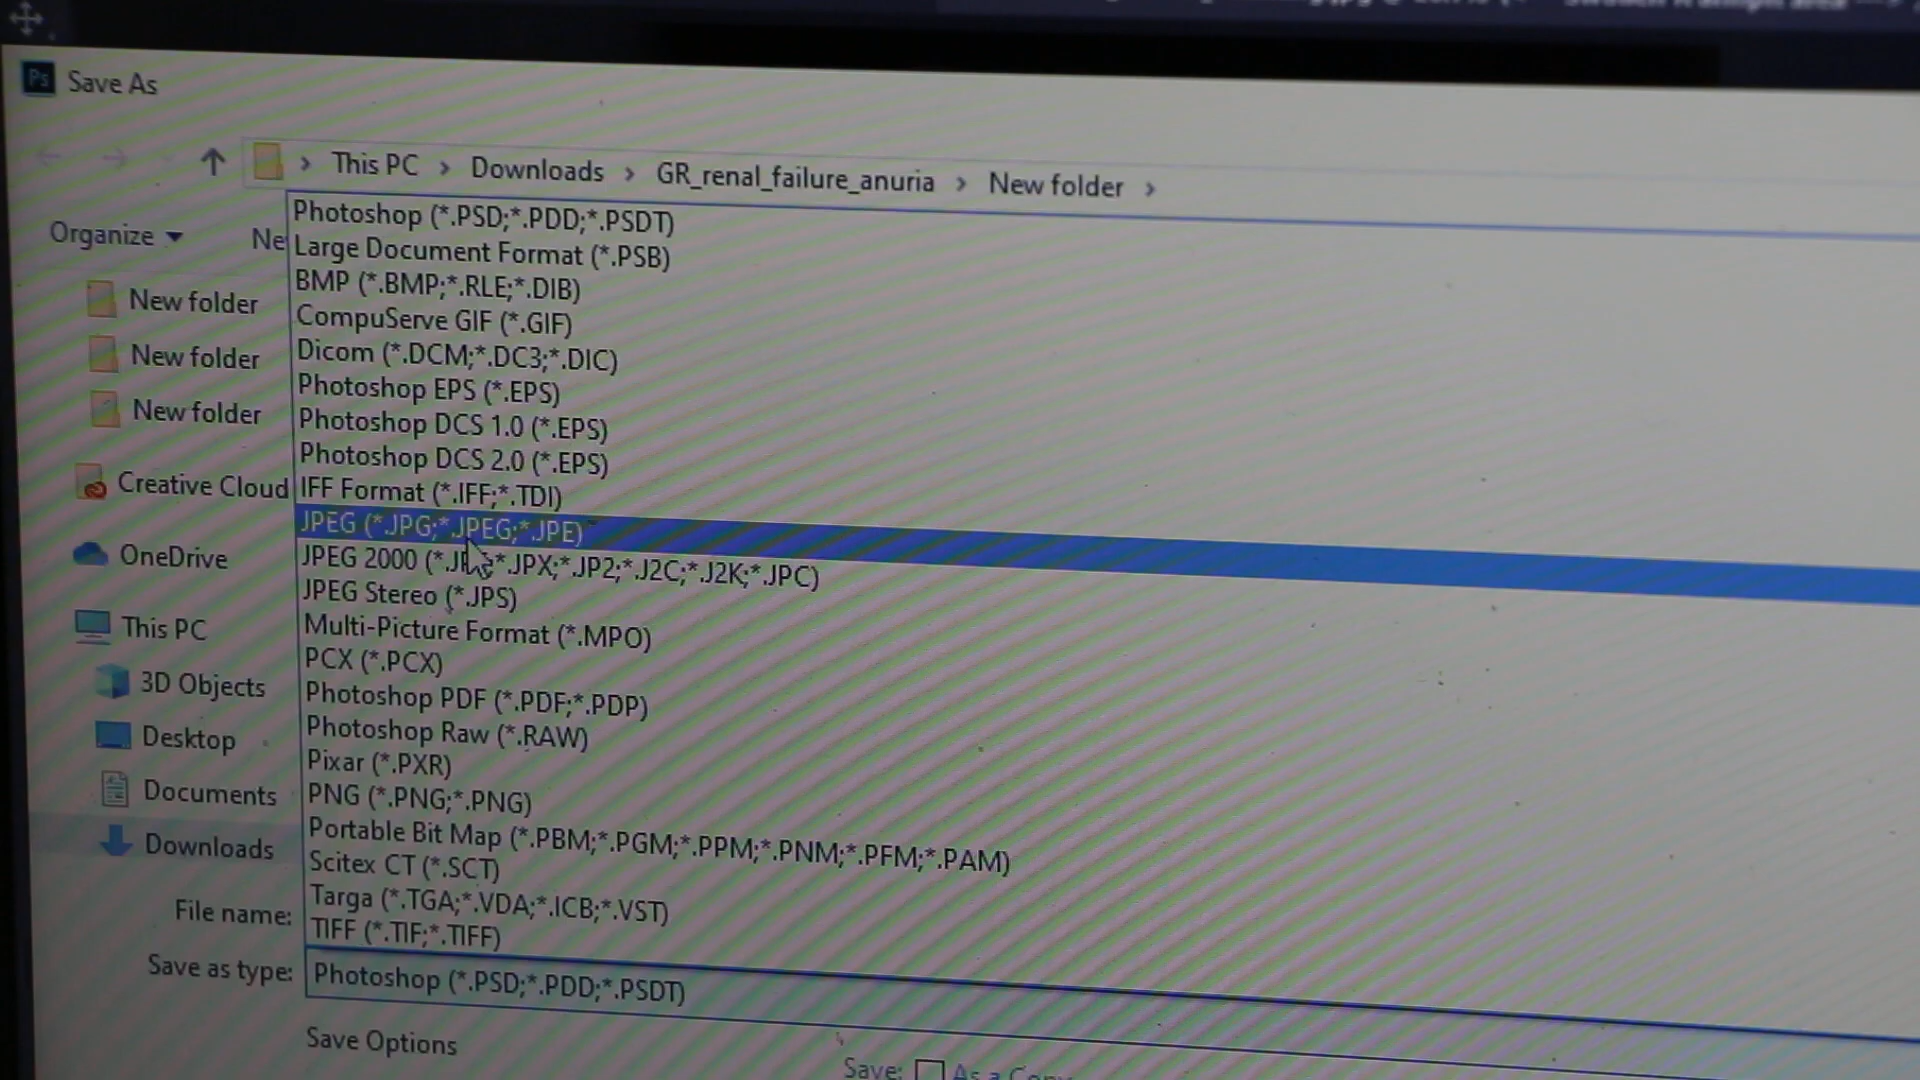 Ps Save As
This PC > Downloads > GR_renal_failure_anuria > New folder >
Organize
Ne
Photoshop (*.PSD;*.PDD;*.PSDT)
Large Document Format (*.PSB)
BMP (*.BMP;*.RLE;*.DIB)
CompuServe GIF (*.GIF)
Dicom (*.DCM;*.DC3;*.DIC)
Photoshop EPS (*.EPS)
Photoshop DCS 1.0 (*.EPS)
Photoshop DCS 2.0 (*.EPS)
IFF Format (*.IFF;*.TDI)
JPEG (*.JPG;*.JPEG;*.JPE)
JPEG 2000 (*.JPF;*.JPX;*.JP2;*.J2C;*.J2K;*.JPC)
JPEG Stereo (*.JPS)
Multi-Picture Format (*.MPO)
PCX (*.PCX)
Photoshop PDF (*.PDF;*.PDP)
Photoshop Raw (*.RAW)
Pixar (*.PXR)
PNG (*.PNG;*.PNG)
Portable Bit Map (*.PBM;*.PGM;*.PPM;*.PNM;*.PFM;*.PAM)
Scitex CT (*.SCT)
Targa (*.TGA;*.VDA;*.ICB;*.VST)
TIFF (*.TIF;*.TIFF)
New folder
New folder
New folder
Creative Cloud
OneDrive
This PC
3D Objects
Desktop
Documents
Downloads
File name:
Save as type: Photoshop (*.PSD;*.PDD;*.PSDT)
Save Options
Save: As a Copy